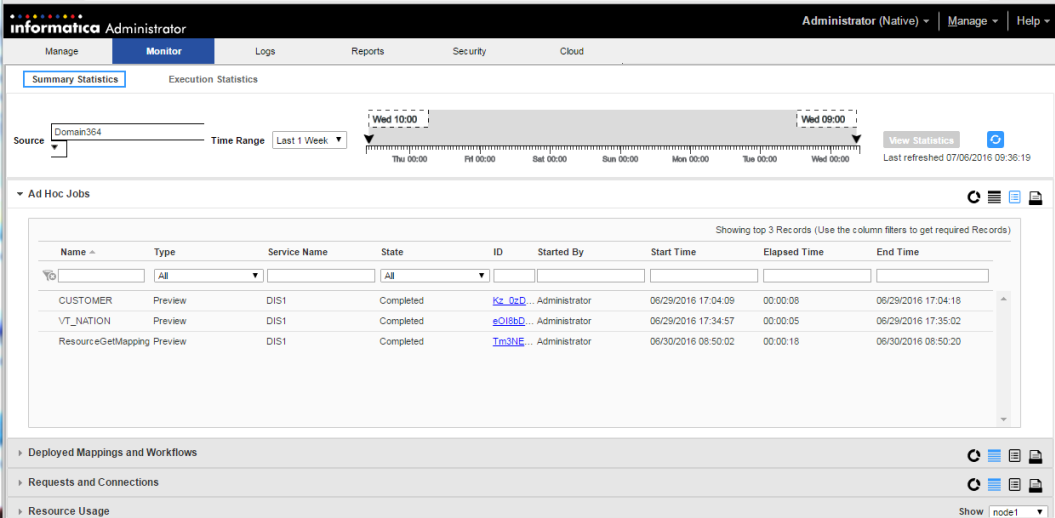 informatica Administrator
Administrator (Native) Manage Help
Manage Monitor Logs Reports Security Cloud
Summary Statistics Execution Statistics
Wed 10:00 Wed 09:00
Source Domain364 Time Range Last 1 Week View Statistics
Thu 00:00 Fri 00:00 Sat 00:00 Sun 00:00 Mon 00:00 Tue 00:00 Wed 00:00
Last refreshed 07/06/2016 09:36:19
Ad Hoc Jobs
Showing top 3 Records (Use the column filters to get required Records)
Name Type Service Name State ID Started By Start Time Elapsed Time End Time
All All
CUSTOMER Preview DIS1 Completed Kz_0zD... Administrator 06/29/2016 17:04:09 00:00:08 06/29/2016 17:04:18
VT_NATION Preview DIS1 Completed eOI8bD... Administrator 06/29/2016 17:34:57 00:00:05 06/29/2016 17:35:02
ResourceGetMapping Preview DIS1 Completed Tm3NE... Administrator 06/30/2016 08:50:02 00:00:18 06/30/2016 08:50:20
Deployed Mappings and Workflows
Requests and Connections
Resource Usage Show node1